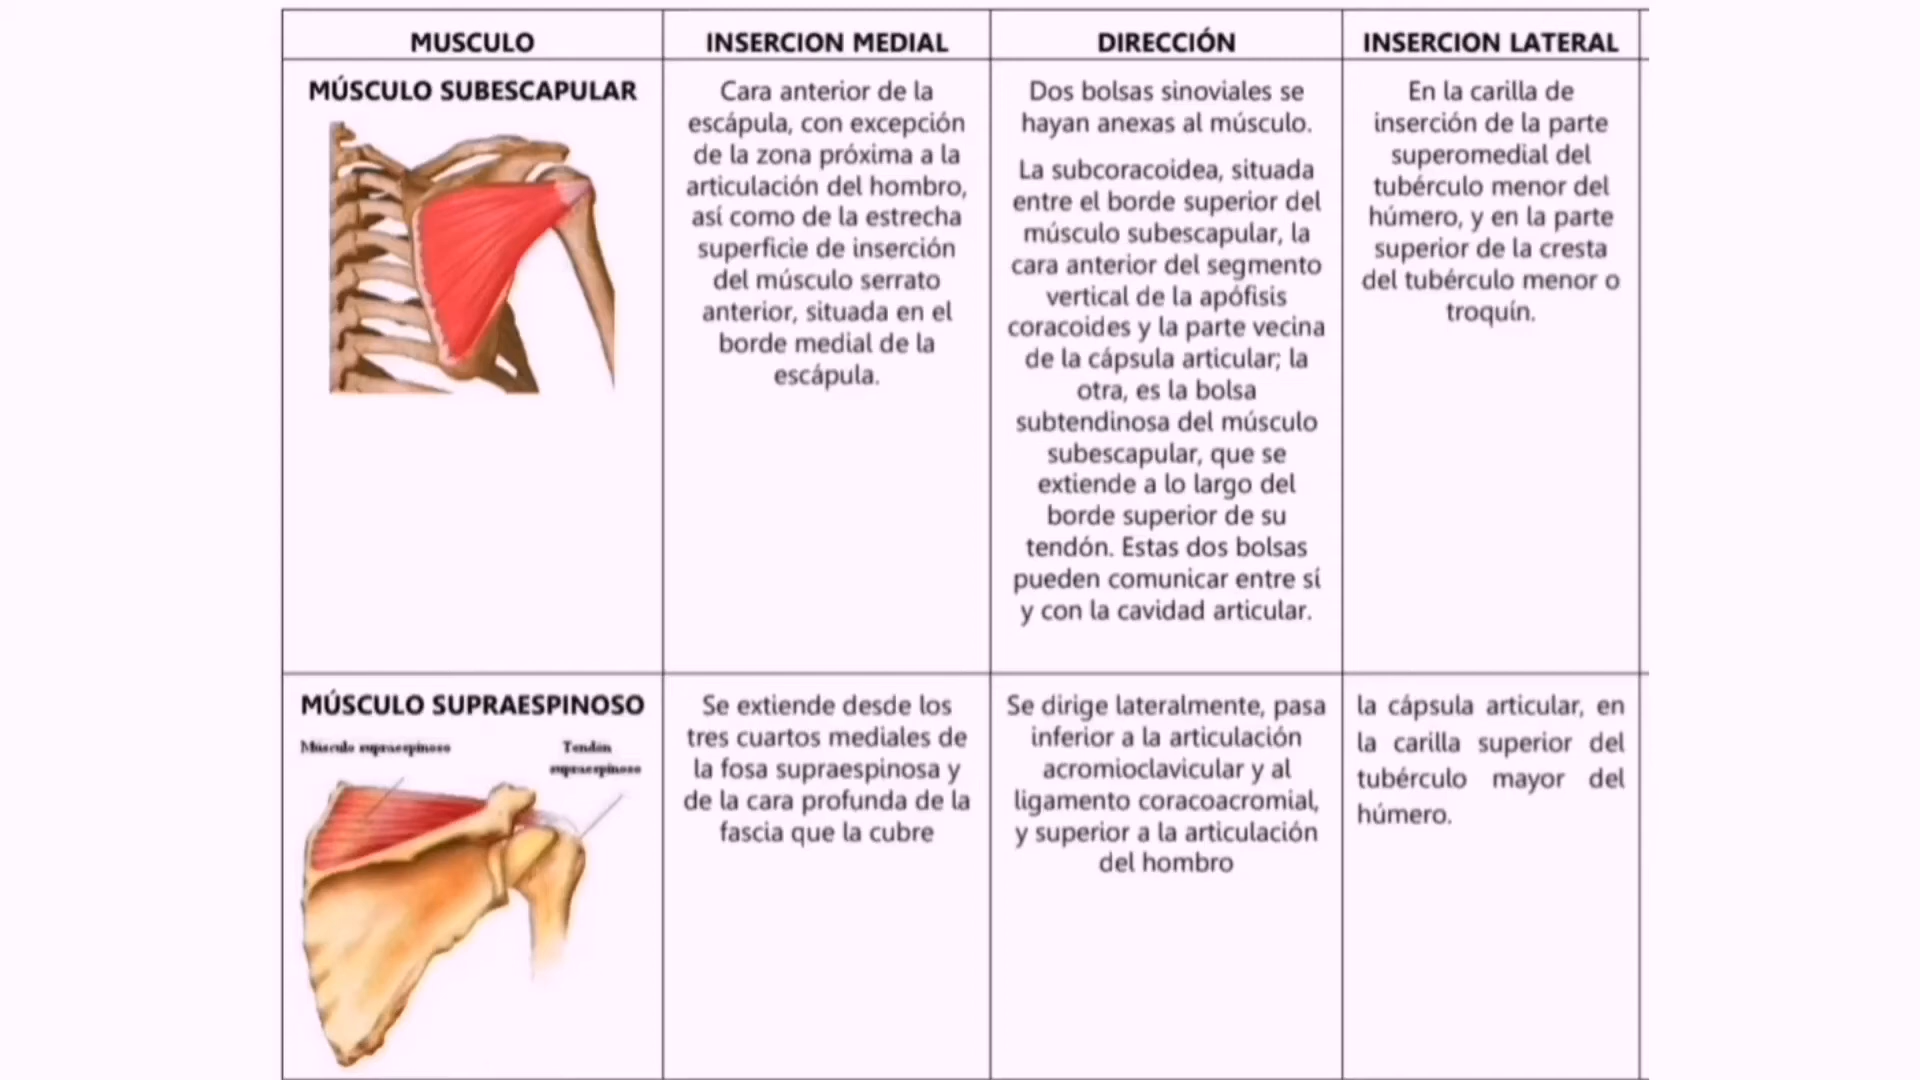 MUSCULO
INSERCION MEDIAL
DIRECCIÓN
INSERCION LATERAL
MÚSCULO SUBESCAPULAR
Cara anterior de la
escápula, con excepción
de la zona próxima a la
articulación del hombro,
así como de la estrecha
superficie de inserción
del músculo serrato
anterior, situada en el
borde medial de la
escápula.
Dos bolsas sinoviales se
hayan anexas al músculo.
La subcoracoidea, situada
entre el borde superior del
músculo subescapular, la
cara anterior del segmento
vertical de la apófisis
coracoides y la parte vecina
de la cápsula articular; la
otra, es la bolsa
subtendinosa del músculo
subescapular, que se
extiende a lo largo del
borde superior de su
tendón. Estas dos bolsas
pueden comunicar entre sí
y con la cavidad articular.
En la carilla de
inserción de la parte
superomedial del
tubérculo menor del
húmero, y en la parte
superior de la cresta
del tubérculo menor o
troquín.
MÚSCULO SUPRAESPINOSO
Músculo supraespinoso
Tendón
supraespinoso
Se extiende desde los
tres cuartos mediales de
la fosa supraespinosa y
de la cara profunda de la
fascia que la cubre
Se dirige lateralmente, pasa
inferior a la articulación
acromioclavicular y al
ligamento coracoacromial,
y superior a la articulación
del hombro
la cápsula articular, en
la carilla superior del
tubérculo mayor del
húmero.